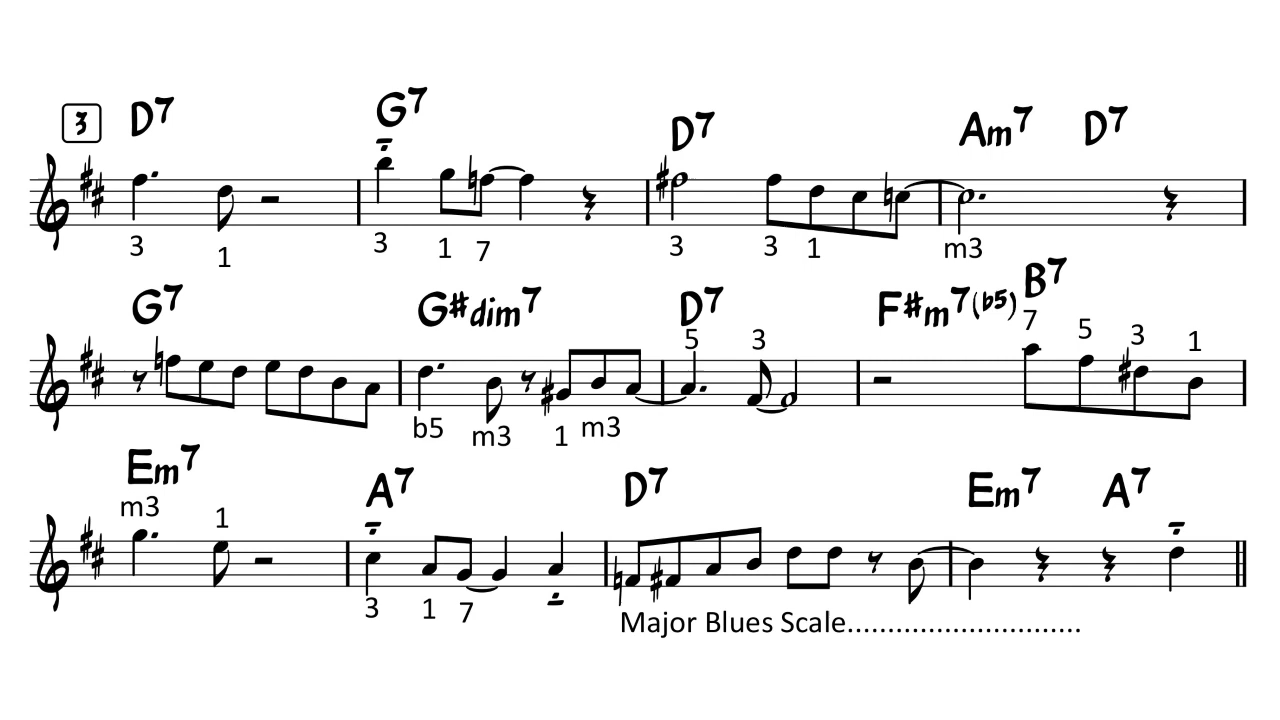 3 D7 G7 D7 Am7 D7
3 1 3 1 7 3 3 1 m3
G7 G#dim7 D7 F#m7(b5) B7
5 3 7 5 3 1
b5 m3 1 m3
Em7 A7 D7 Em7 A7
m3 1
3 1 7
Major Blues Scale.............................